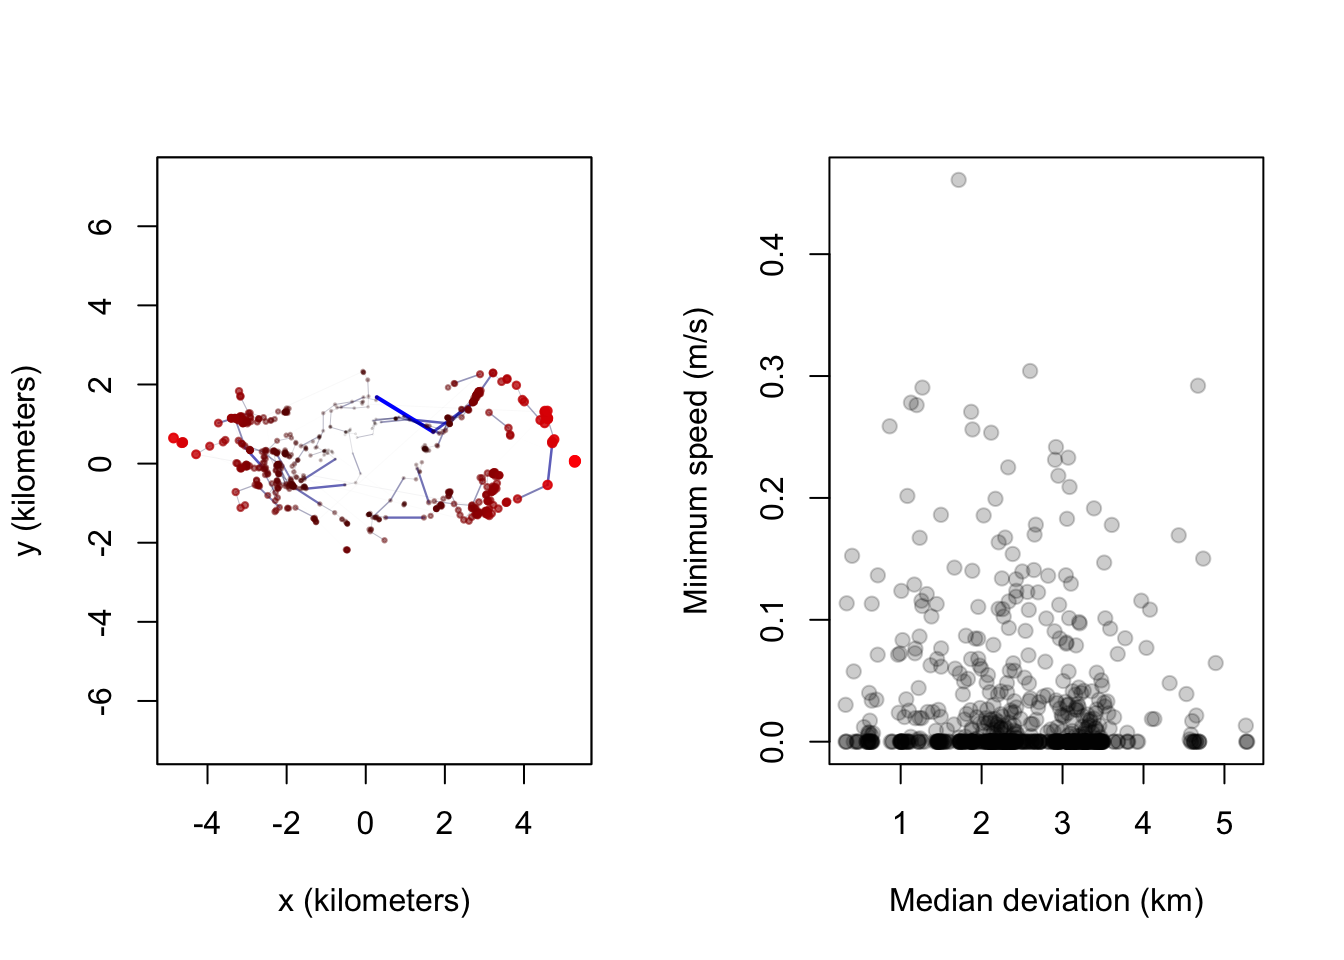 y (kilometers)
6
4
2
0
-2
-4
-6
-4 -2 0 2 4
x (kilometers)
Minimum speed (m/s)
0.4
0.3
0.2
0.1
0.0
1 2 3 4 5
Median deviation (km)